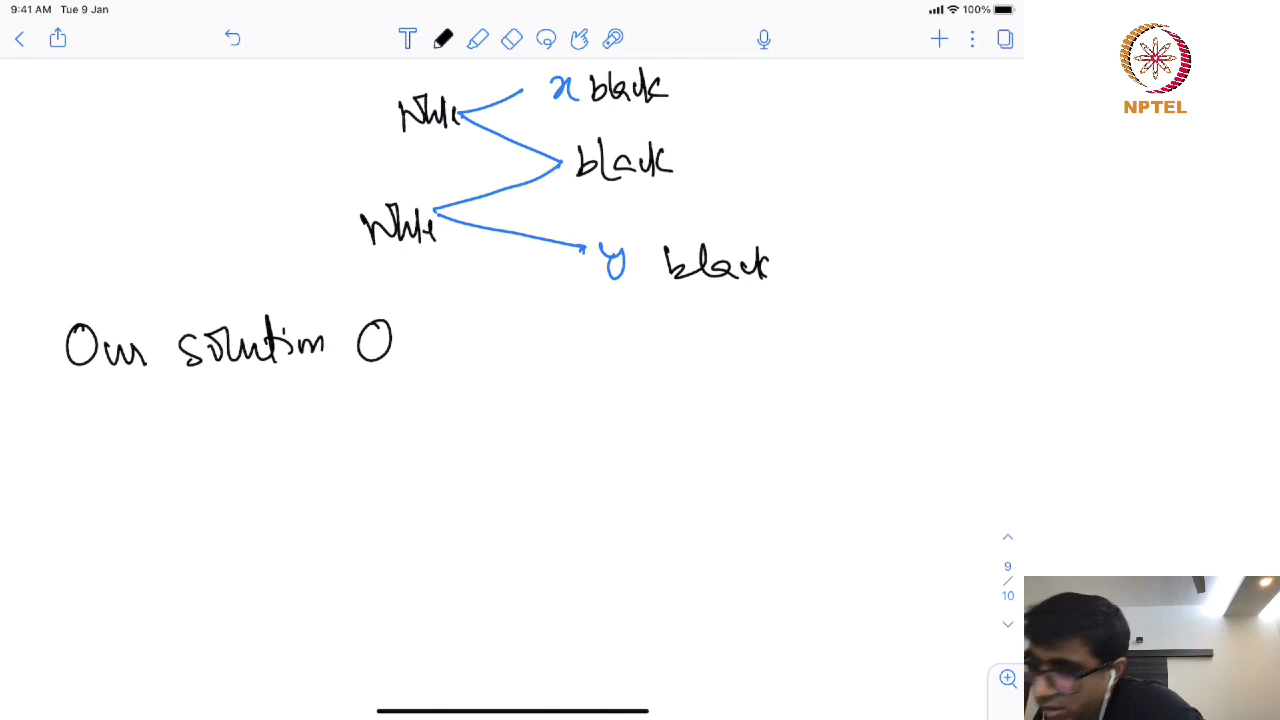 9:41 AM Tue 9 Jan
100%
T
NPTEL
White x black
black
White
y black
Our solution O
9
/
10